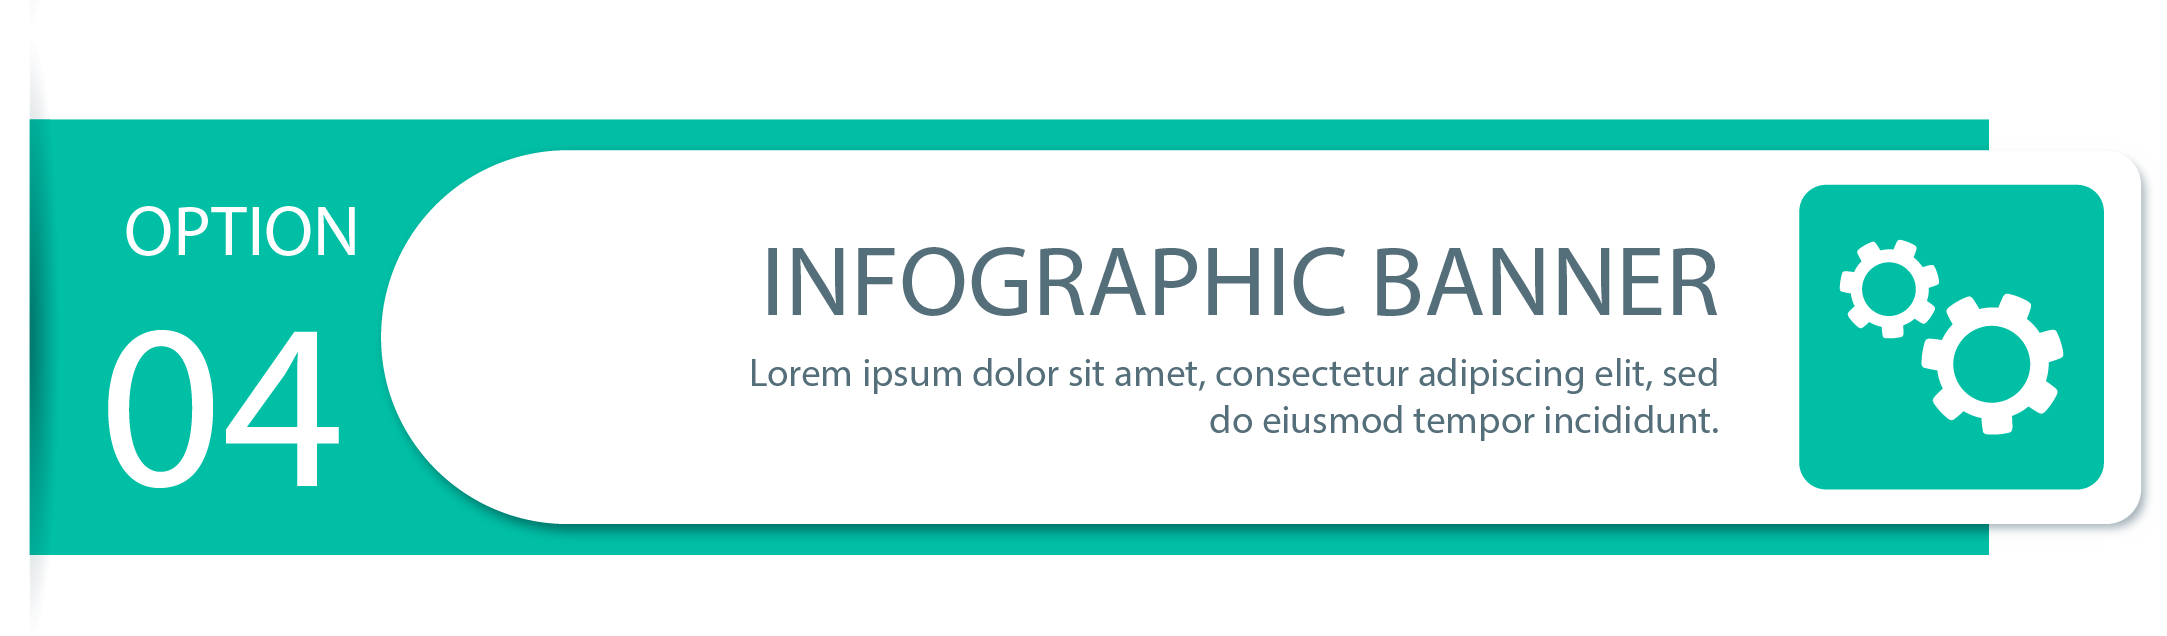 OPTION
04
INFOGRAPHIC BANNER
Lorem ipsum dolor sit amet, consectetur adipiscing elit, sed
do eiusmod tempor incididunt.